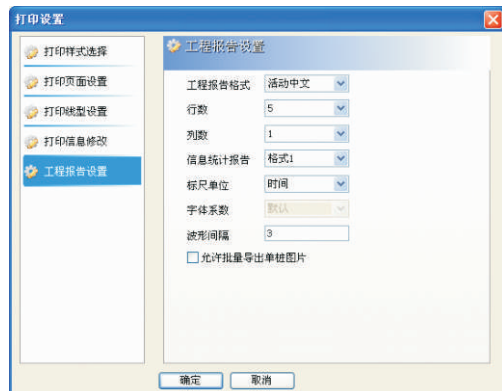 打印设置
打印样式选择
打印页面设置
打印线型设置
打印信息修改
工程报告设置
工程报告设置
工程报告格式 活动中文
行数 5
列数 1
信息统计报告 格式1
标尺单位 时间
字体系数 默认
波形间隔 3
允许批量导出单桩图片
确定 取消